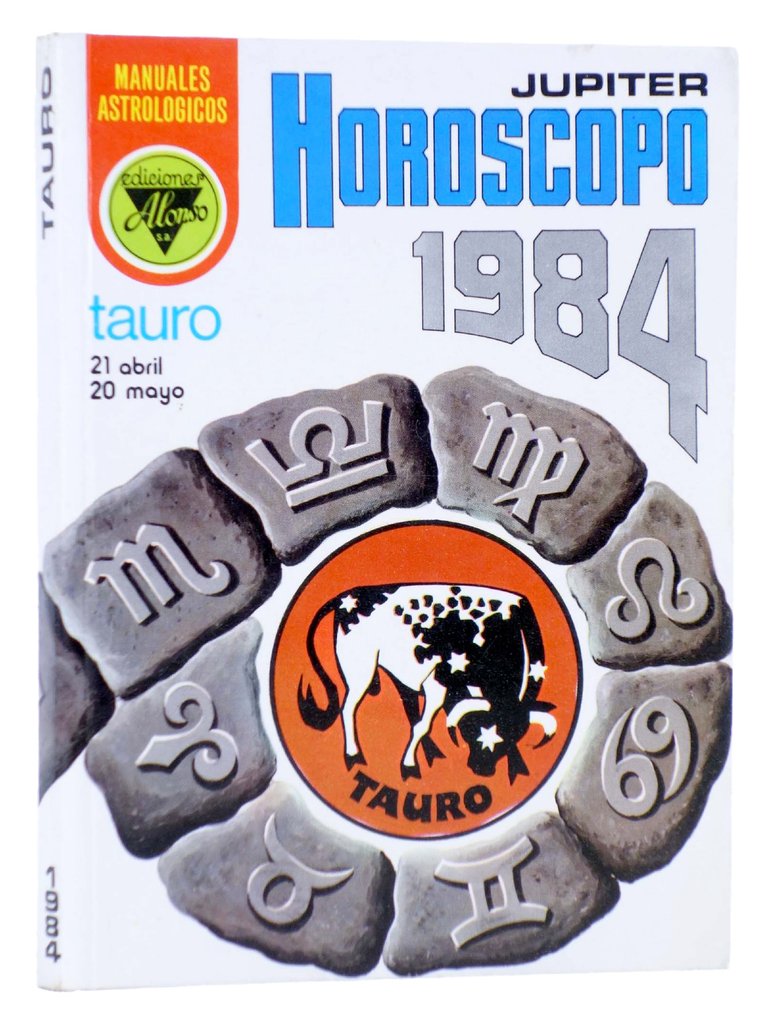 MANUALES
ASTROLOGICOS
ediciones
Alonso
s.a.
JUPITER
HOROSCOPO
1984
tauro
21 abril
20 mayo
TAURO
TAURO
1984